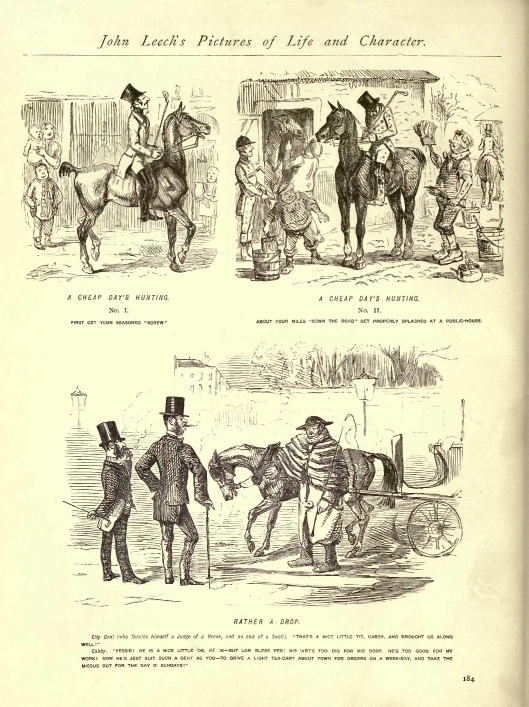 John Leech's Pictures of Life and Character.
A CHEAP DAY'S HUNTING.
No. I.
FIRST GET YOUR SEASONED "SCREW."
A CHEAP DAY'S HUNTING.
No. II.
ABOUT FOUR MILES "DOWN THE ROAD" GET PROPERLY SPLASHED AT A PUBLIC-HOUSE.
RATHER A DROP.
City Gent (who fancies himself a Judge of a Horse, and no end of a Swell). "THAT'S A NICE LITTLE TIT, CABBY, AND BROUGHT US ALONG
WELL!"
Cabby. "YESSIR! HE IS A NICE LITTLE 'OSS, HE IS—BUT LOR BLESS YER! HIS 'ART'S TOO BIG FOR HIS BODY. HE'S TOO GOOD FOR MY
WORK! NOW HE'D JEST SUIT SUCH A GENT AS YOU—TO DRIVE A LIGHT TEA-CART ABOUT TOWN FOR ORDERS ON A WEEK-DAY, AND TAKE THE
MISSUS OUT FOR THE DAY O' SUNDAYS!"
184